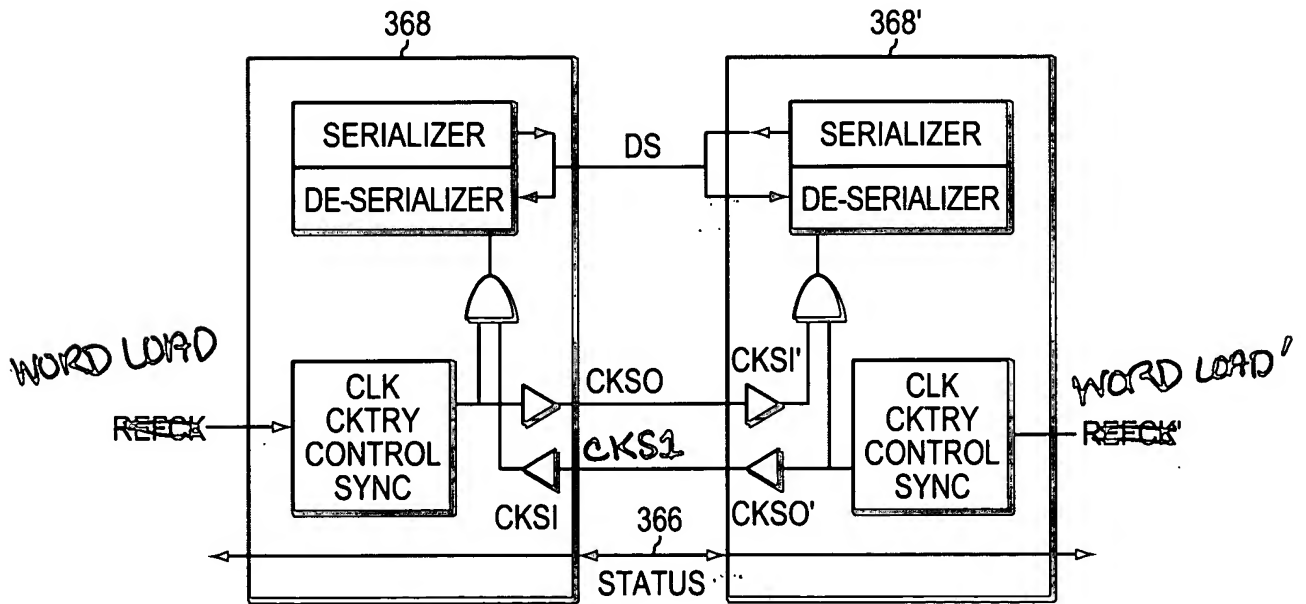 368
368'
SERIALIZER
DE-SERIALIZER
DS
SERIALIZER
DE-SERIALIZER
WORD LOAD
REFCK
CLK
CKTRY
CONTROL
SYNC
CKSO
CKSI'
CKS1
CKSI
CKSO'
CLK
CKTRY
CONTROL
SYNC
WORD LOAD'
REFCK'
366
STATUS